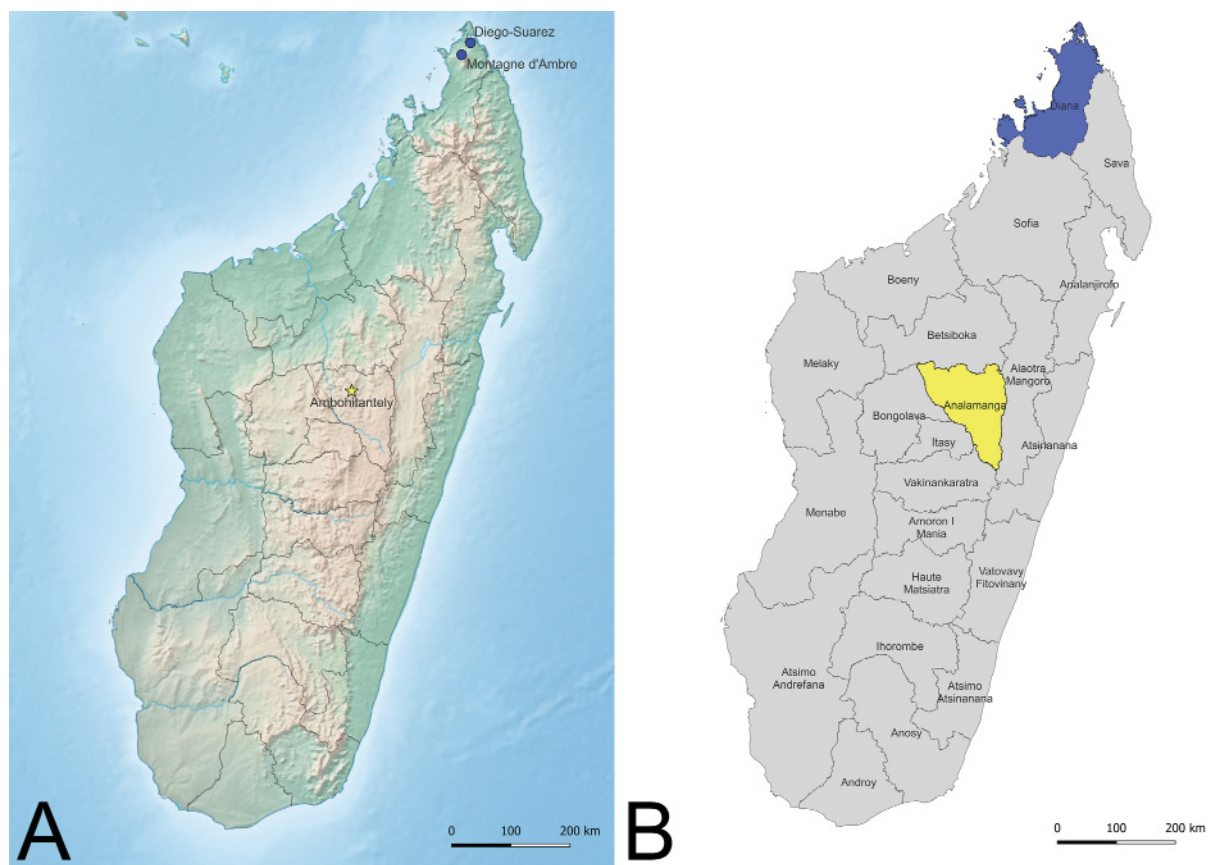 Diego-Suarez
Montagne d'Ambre
Ambohitantely
A
0 100 200 km
Diana
Sava
Sofia
Analanjirofo
Boeny
Betsiboka
Melaky
Alaotra
Mangoro
Analamanga
Bongolava
Itasy
Atsinanana
Vakinankaratra
Menabe
Amoron I
Mania
Haute
Matsiatra
Vatovavy
Fitovinany
Ihorombe
Atsimo
Andrefana
Atsimo
Atsinanana
Anosy
Androy
B
0 100 200 km